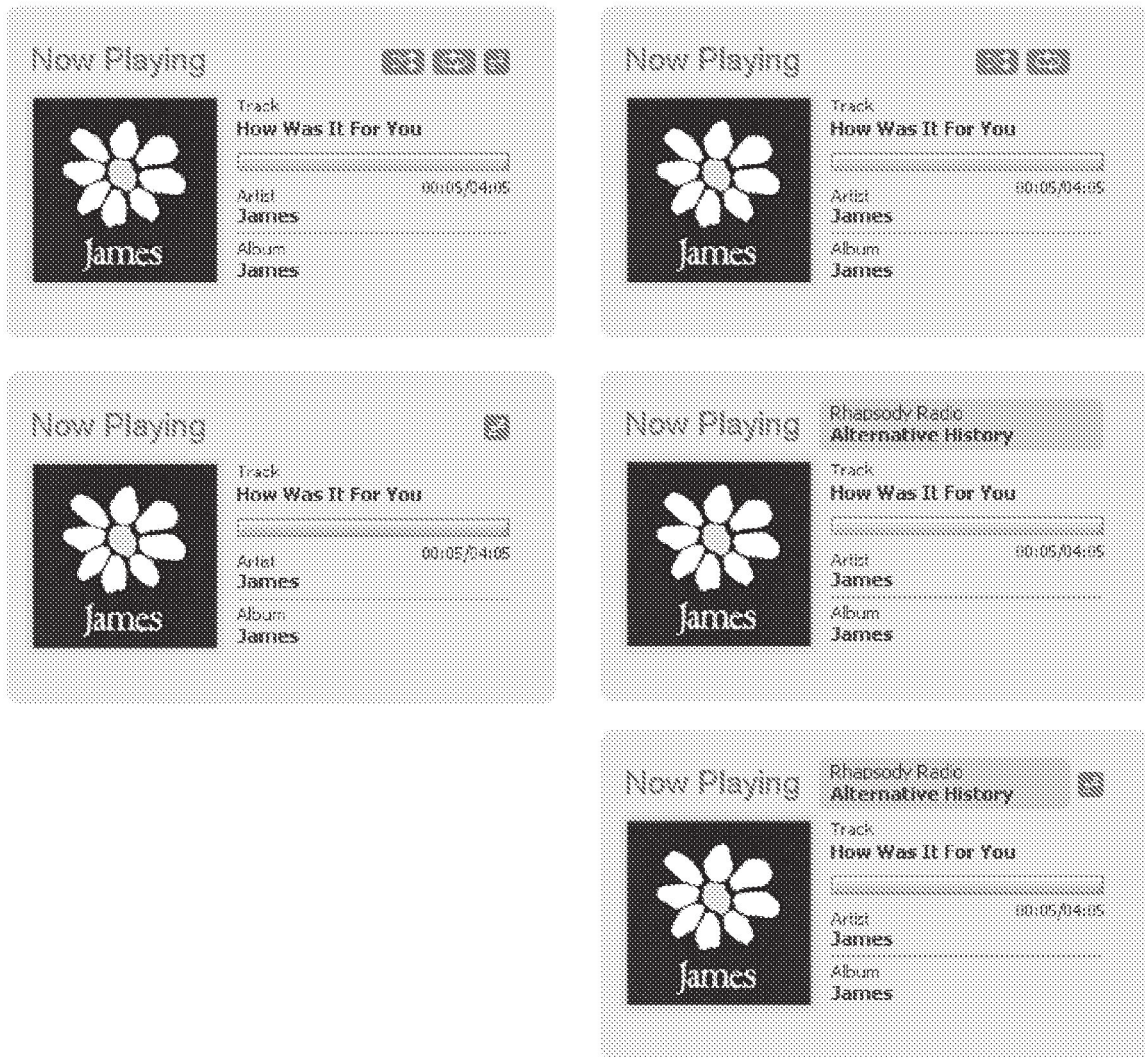 Now Playing
Track
How Was It For You
00:05/04:05
Artist
James
Album
James
James
Now Playing
Track
How Was It For You
00:05/04:05
Artist
James
Album
James
James
Now Playing
Track
How Was It For You
00:05/04:05
Artist
James
Album
James
James
Now Playing
Rhapsody Radio
Alternative History
Track
How Was It For You
00:05/04:05
Artist
James
Album
James
James
Now Playing
Rhapsody Radio
Alternative History
Track
How Was It For You
00:05/04:05
Artist
James
Album
James
James